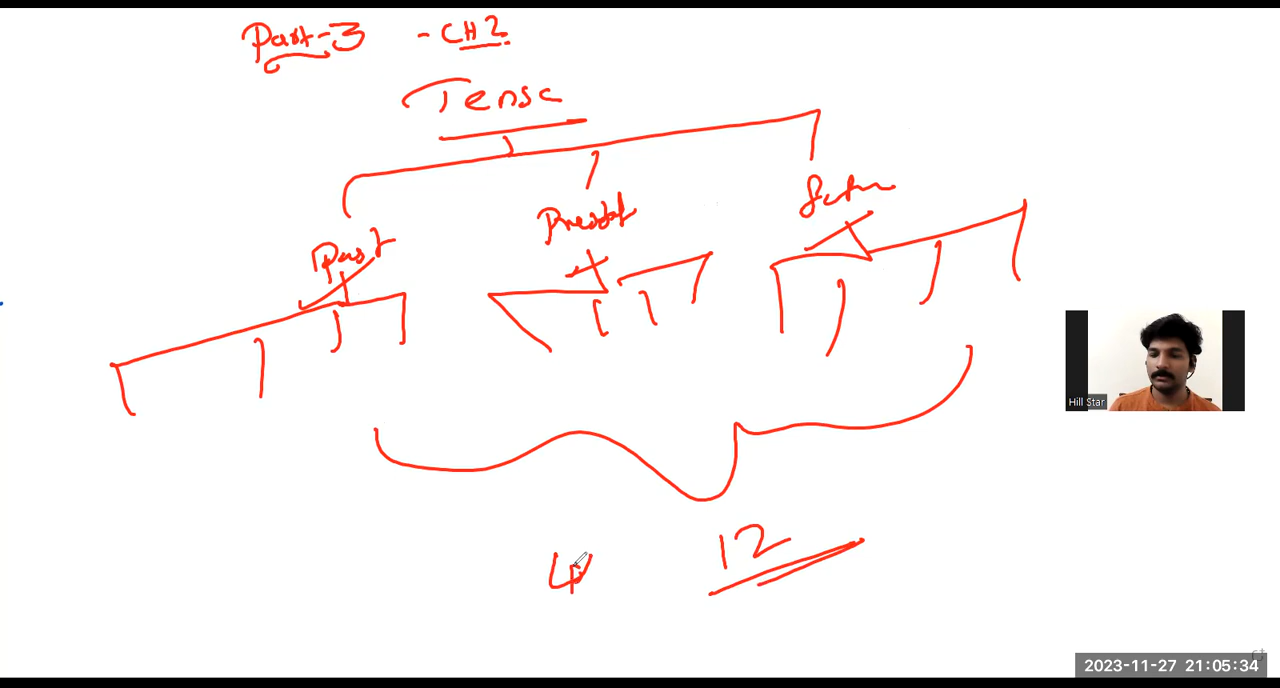 Part-3 - CH2
Tense
Past Present Future
12
4
Hill Star
2023-11-27 21:05:34